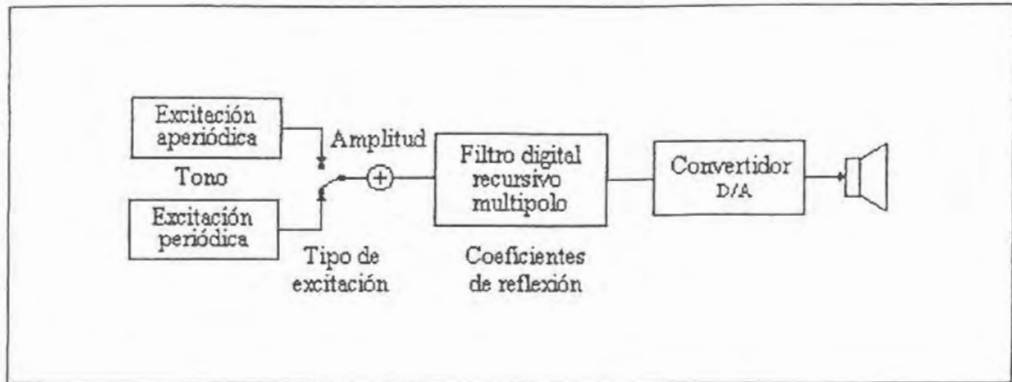 Excitación
aperiódica
Tono
Excitación
periódica
Amplitud
Tipo de
excitación
Filtro digital
recursivo
multipolo
Coeficientes
de reflexión
Convertidor
D/A